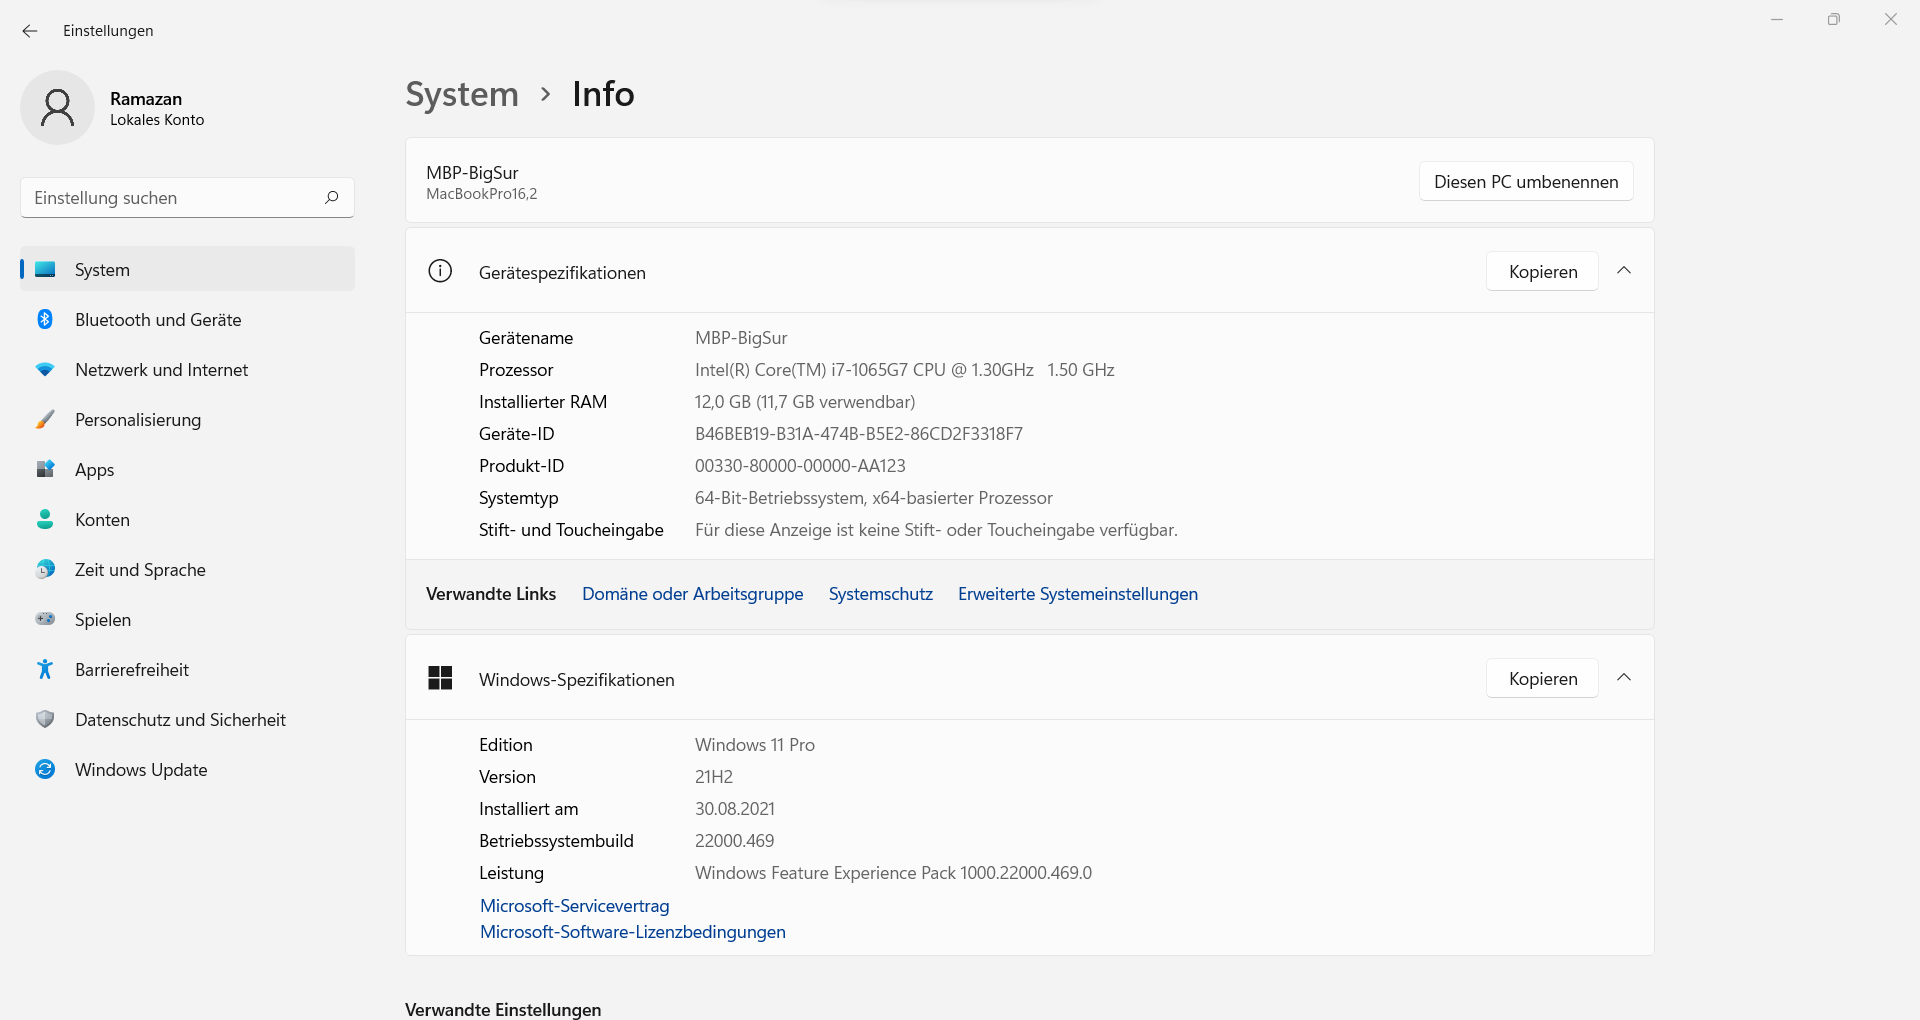 Einstellungen
Ramazan
Lokales Konto
Einstellung suchen
System
Bluetooth und Geräte
Netzwerk und Internet
Personalisierung
Apps
Konten
Zeit und Sprache
Spielen
Barrierefreiheit
Datenschutz und Sicherheit
Windows Update
System > Info
MBP-BigSur
MacBookPro16,2
Diesen PC umbenennen
Gerätespezifikationen
Kopieren
Gerätename MBP-BigSur
Prozessor Intel(R) Core(TM) i7-1065G7 CPU @ 1.30GHz 1.50 GHz
Installierter RAM 12,0 GB (11,7 GB verwendbar)
Geräte-ID B46BEB19-B31A-474B-B5E2-86CD2F3318F7
Produkt-ID 00330-80000-00000-AA123
Systemtyp 64-Bit-Betriebssystem, x64-basierter Prozessor
Stift- und Toucheingabe Für diese Anzeige ist keine Stift- oder Toucheingabe verfügbar.
Verwandte Links Domäne oder Arbeitsgruppe Systemschutz Erweiterte Systemeinstellungen
Windows-Spezifikationen
Kopieren
Edition Windows 11 Pro
Version 21H2
Installiert am 30.08.2021
Betriebssystembuild 22000.469
Leistung Windows Feature Experience Pack 1000.22000.469.0
Microsoft-Servicevertrag
Microsoft-Software-Lizenzbedingungen
Verwandte Einstellungen